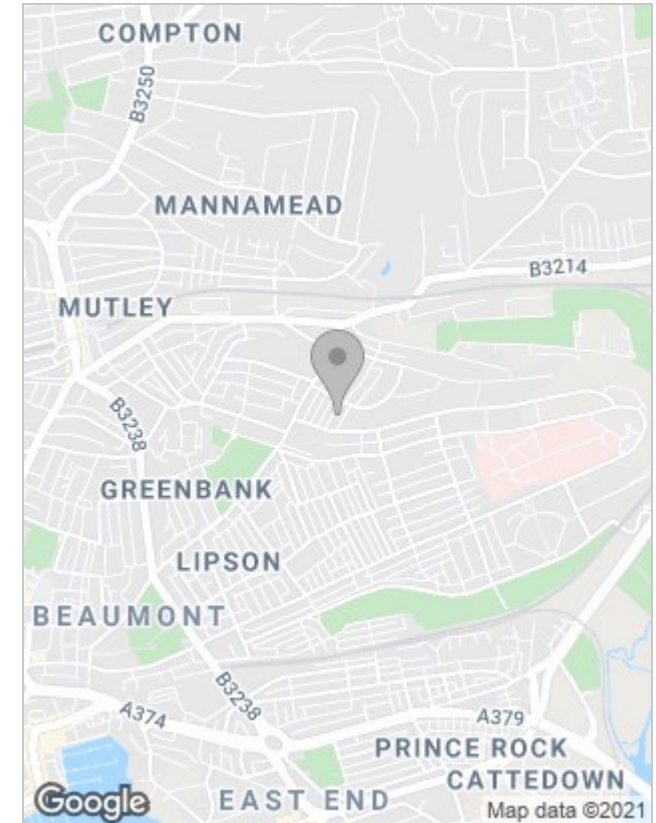 COMPTON
B3250
MANNAMEAD
B3214
MUTLEY
B3238
GREENBANK
LIPSON
BEAUMONT
B3238
A374
A379
PRINCE ROCK
CATTEDOWN
EAST END
Google
Map data ©2021